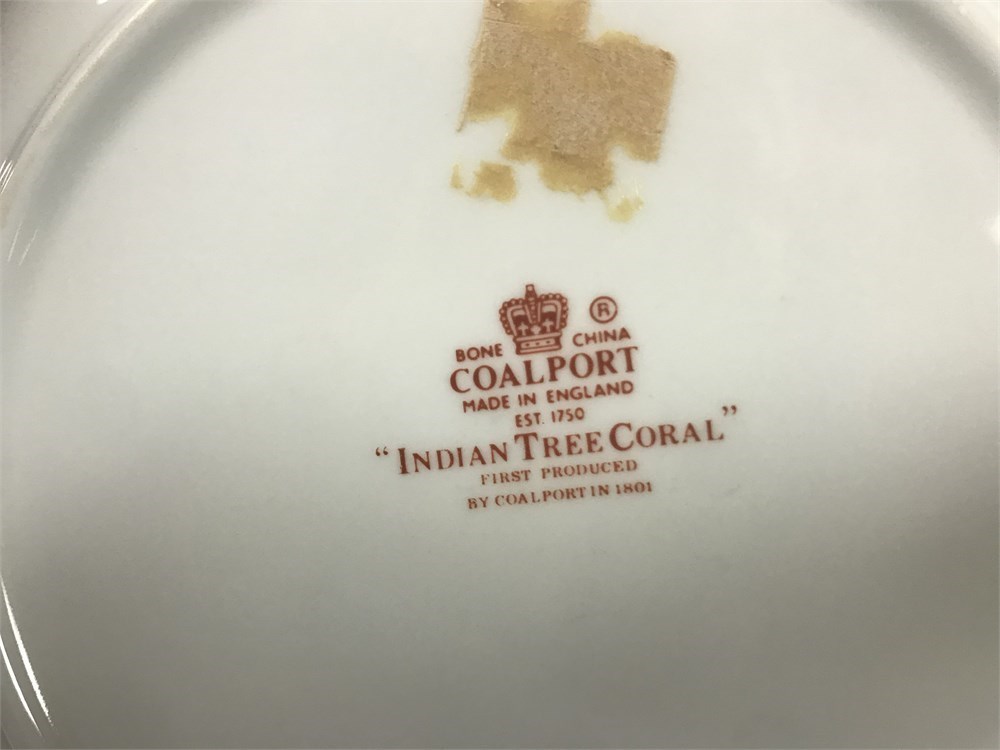 ®
BONE CHINA
COALPORT
MADE IN ENGLAND
EST. 1750
“INDIAN TREE CORAL”
FIRST PRODUCED
BY COALPORT IN 1801